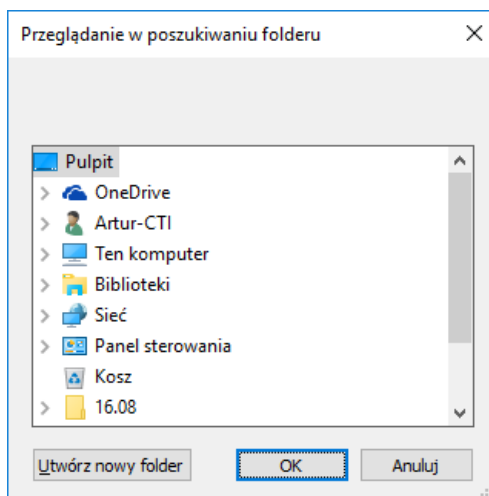 Przeglądanie w poszukiwaniu folderu
Pulpit
OneDrive
Artur-CTI
Ten komputer
Biblioteki
Sieć
Panel sterowania
Kosz
16.08
Utwórz nowy folder OK Anuluj